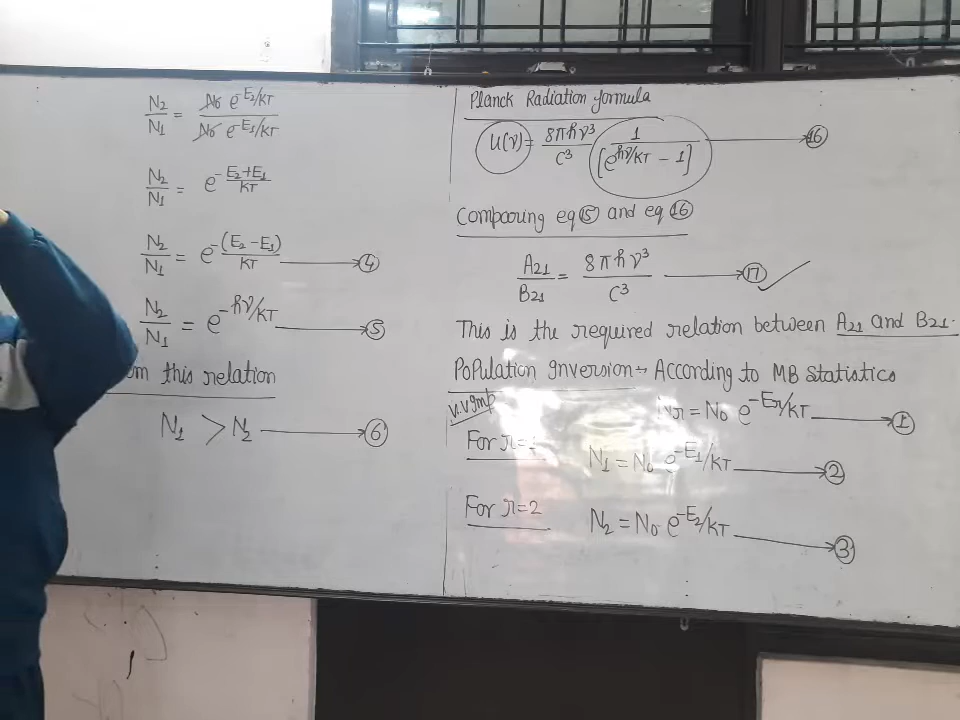 N₂/N₁ = N₀ e^-E₂/KT / N₀ e^-E₁/KT
N₂/N₁ = e^-(E₂+E₁/KT)
N₂/N₁ = e^-(E₂-E₁)/KT ④
N₂/N₁ = e^-hν/KT ⑤
m this relation
N₁ > N₂ ⑥
Planck Radiation formula
U(ν) = 8πhν³/C³ 1/[e^hν/KT - 1] ⑯
Comparing eq ⑮ and eq ⑯
A₂₁/B₂₁ = 8πhν³/C³ ⑰ ✓
This is the required relation between A₂₁ and B₂₁.
Population Inversion → According to MB Statistics
V.V Imp
Nr = N₀ e^-Er/KT ①
For r=1
N₁ = N₀ e^-E₁/KT ②
For r=2
N₂ = N₀ e^-E₂/KT ③